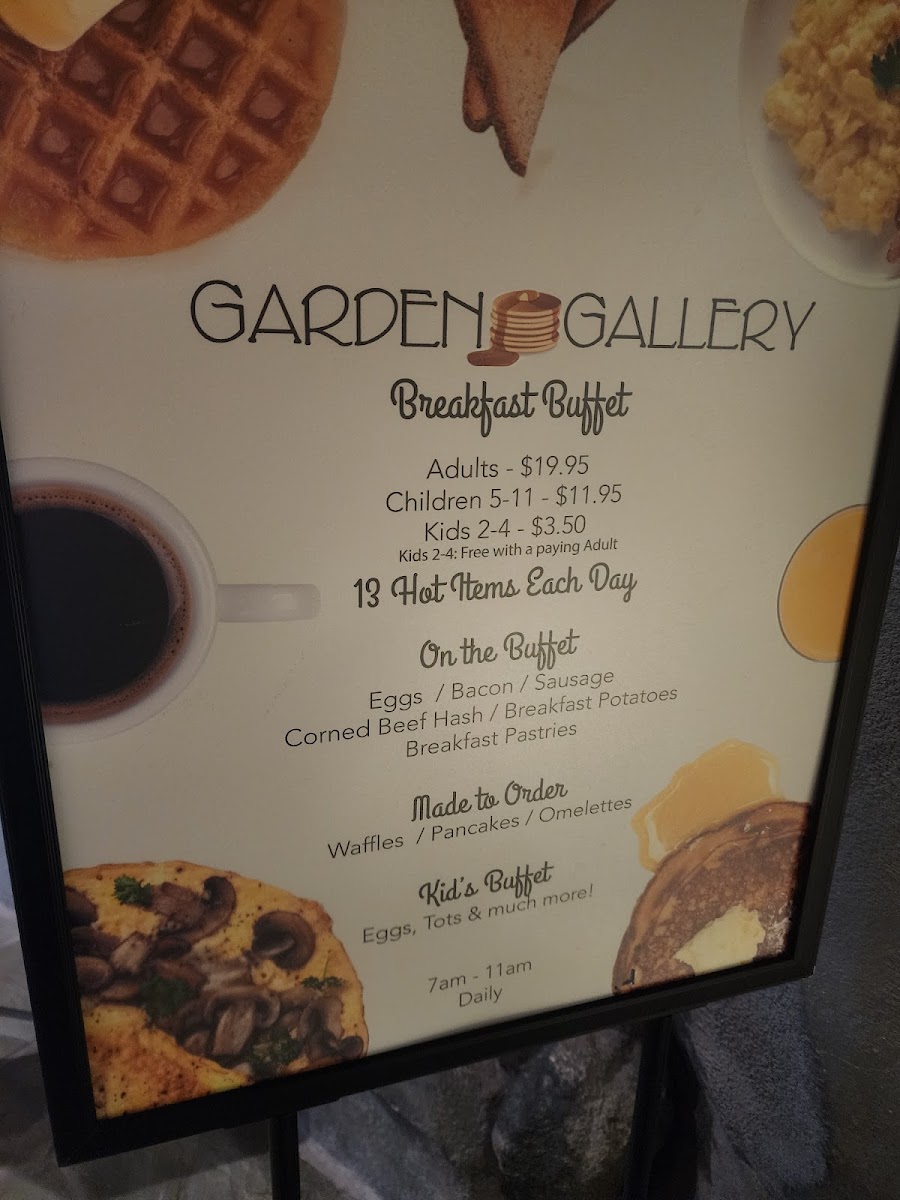 GARDEN GALLERY
Breakfast Buffet
Adults - $19.95
Children 5-11 - $11.95
Kids 2-4 - $3.50
Kids 2-4: Free with a paying Adult
13 Hot Items Each Day
On the Buffet
Eggs / Bacon / Sausage
Corned Beef Hash / Breakfast Potatoes
Breakfast Pastries
Made to Order
Waffles / Pancakes / Omelettes
Kid's Buffet
Eggs, Tots & much more!
7am - 11am
Daily